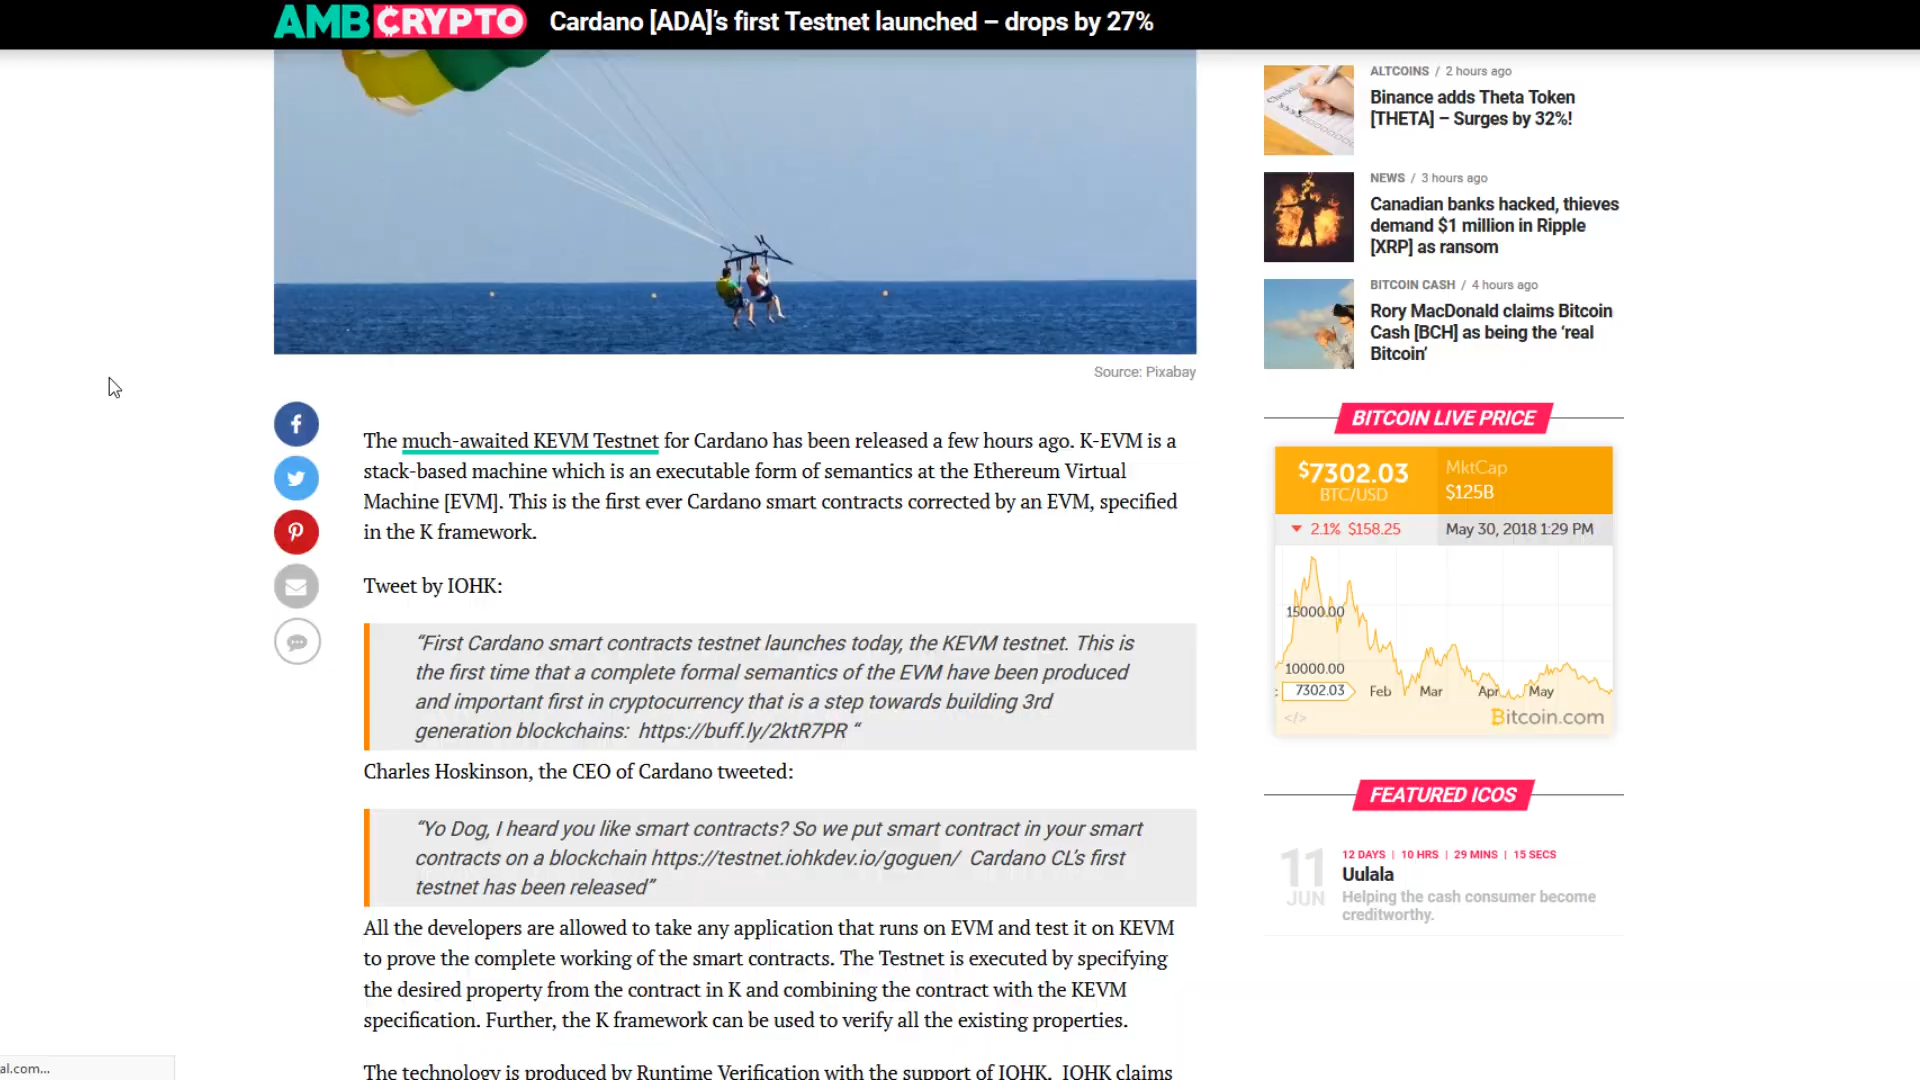 AMBCRYPTO
Cardano [ADA]’s first Testnet launched – drops by 27%
Source: Pixabay
The much-awaited KEVM Testnet for Cardano has been released a few hours ago. K-EVM is a
stack-based machine which is an executable form of semantics at the Ethereum Virtual
Machine [EVM]. This is the first ever Cardano smart contracts corrected by an EVM, specified
in the K framework.
Tweet by IOHK:
“First Cardano smart contracts testnet launches today, the KEVM testnet. This is
the first time that a complete formal semantics of the EVM have been produced
and important first in cryptocurrency that is a step towards building 3rd
generation blockchains:  https://buff.ly/2ktR7PR “
Charles Hoskinson, the CEO of Cardano tweeted:
“Yo Dog, I heard you like smart contracts? So we put smart contract in your smart
contracts on a blockchain https://testnet.iohkdev.io/goguen/  Cardano CL’s first
testnet has been released”
All the developers are allowed to take any application that runs on EVM and test it on KEVM
to prove the complete working of the smart contracts. The Testnet is executed by specifying
the desired property from the contract in K and combining the contract with the KEVM
specification. Further, the K framework can be used to verify all the existing properties.
The technology is produced by Runtime Verification with the support of IOHK.  IOHK claims
ALTCOINS / 2 hours ago
Binance adds Theta Token
[THETA] – Surges by 32%!
Checklist
NEWS / 3 hours ago
Canadian banks hacked, thieves
demand $1 million in Ripple
[XRP] as ransom
BITCOIN CASH / 4 hours ago
Rory MacDonald claims Bitcoin
Cash [BCH] as being the ‘real
Bitcoin’
BITCOIN LIVE PRICE
$7302.03
BTC/USD
MktCap
$125B
2.1% $158.25
May 30, 2018 1:29 PM
15000.00
10000.00
7302.03
Feb Mar Apr May
</>
Bitcoin.com
FEATURED ICOS
11
JUN
12 DAYS | 10 HRS | 29 MINS | 15 SECS
Uulala
Helping the cash consumer become
creditworthy.
al.com...